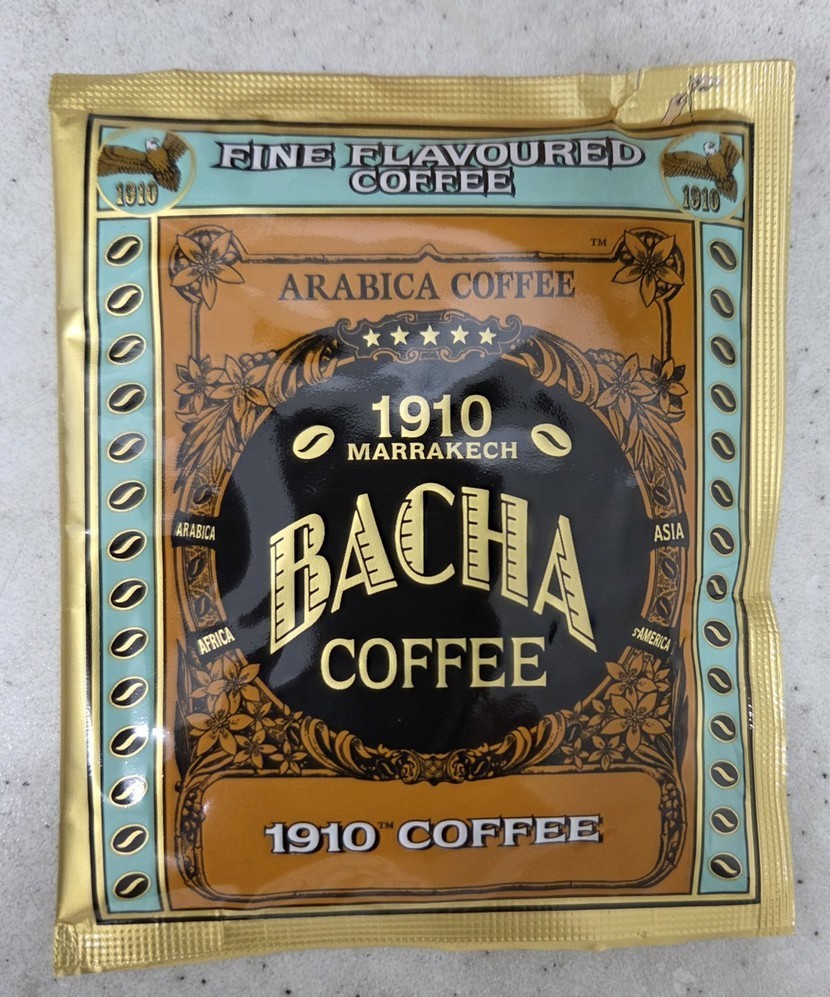 FINE FLAVOURED
COFFEE
1910
1910
™
ARABICA COFFEE
1910
MARRAKECH
BACHA
COFFEE
ARABICA
ASIA
AFRICA
S.AMERICA
1910™ COFFEE